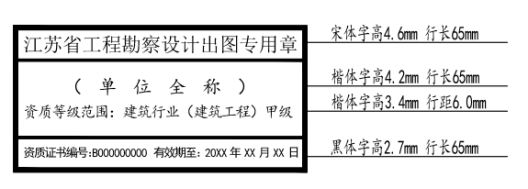 江苏省工程勘察设计出图专用章
宋体字高4.6mm 行长65mm
（ 单 位 全 称 ）
楷体字高4.2mm 行长65mm
资质等级范围：建筑行业（建筑工程）甲级
楷体字高3.4mm 行距6.0mm
资质证书编号:B000000000 有效期至: 20XX 年 XX 月 XX 日
黑体字高2.7mm 行长65mm